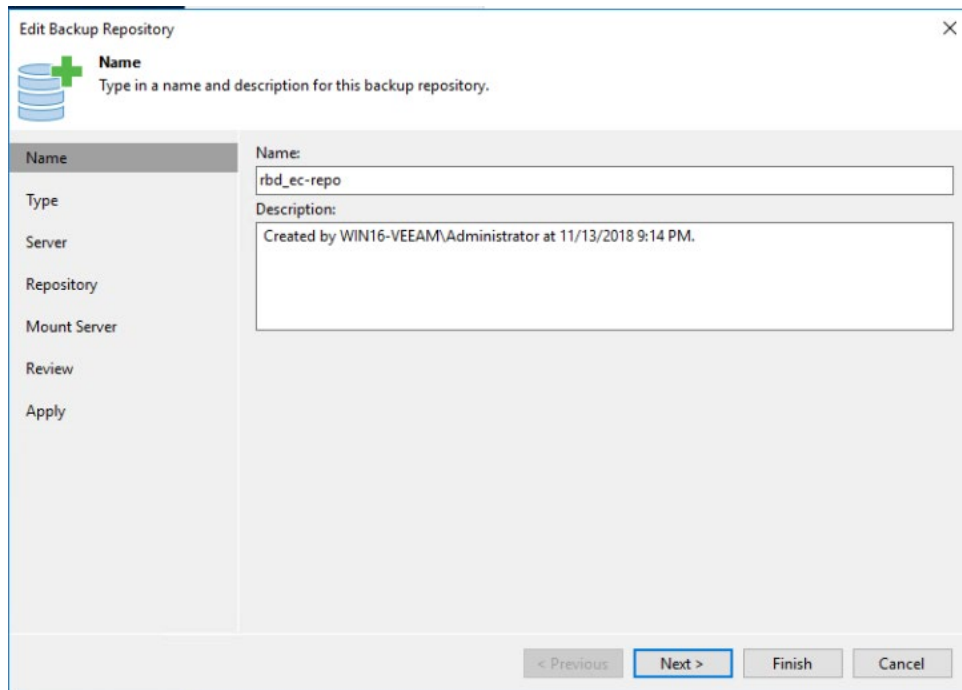 Edit Backup Repository
Name
Type in a name and description for this backup repository.
Name
Type
Server
Repository
Mount Server
Review
Apply
Name:
rbd_ec-repo
Description:
Created by WIN16-VEEAM\Administrator at 11/13/2018 9:14 PM.
< Previous
Next >
Finish
Cancel